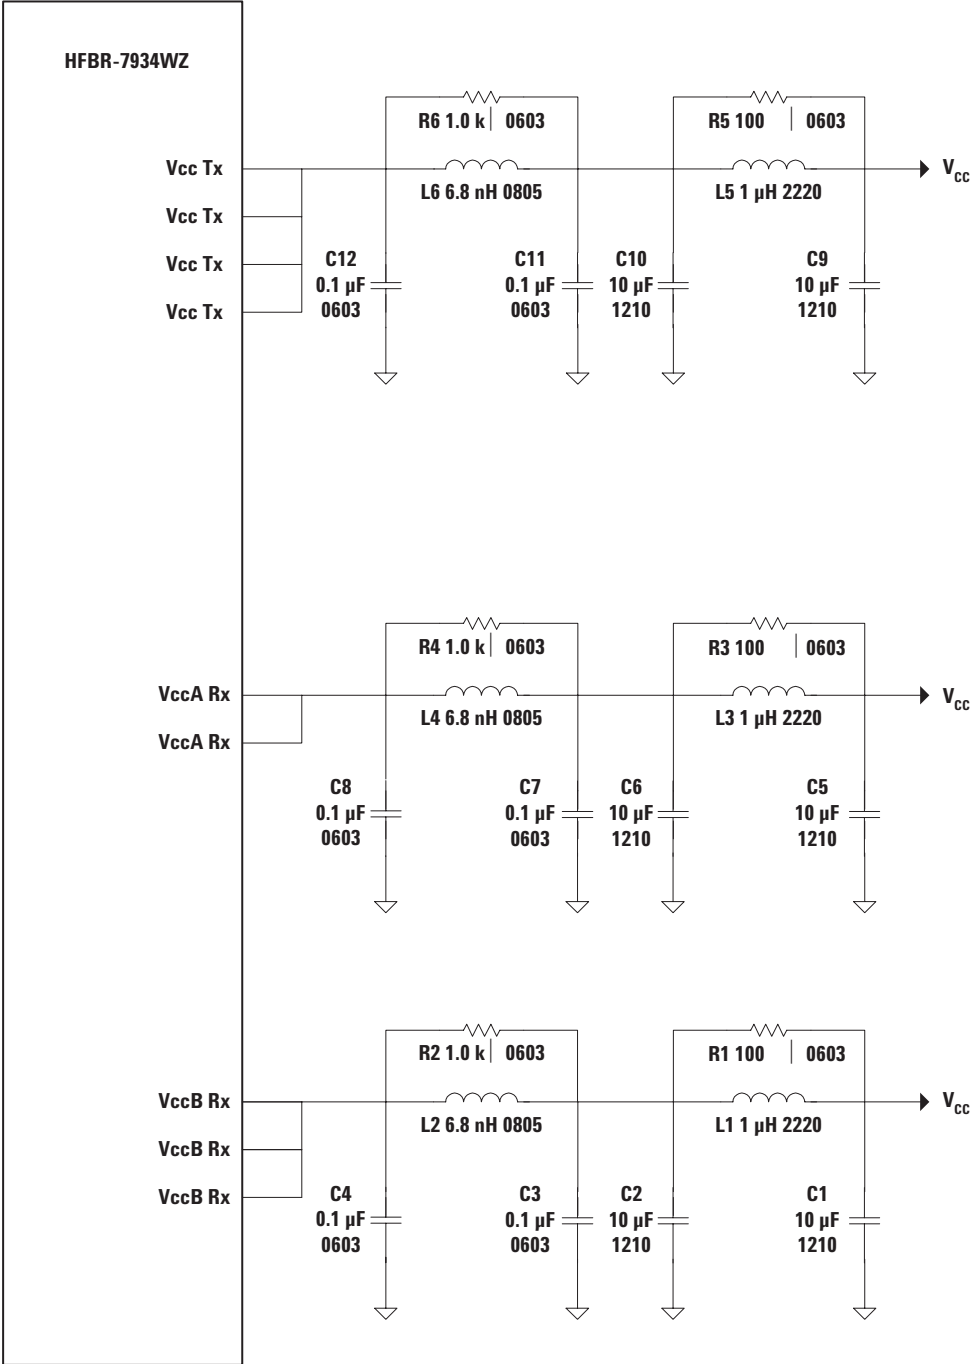 HFBR-7934WZ
R6 1.0 k | 0603
R5 100 | 0603
Vcc Tx
L6 6.8 nH 0805
L5 1 µH 2220
VCC
Vcc Tx
Vcc Tx
Vcc Tx
C12
0.1 µF
0603
C11
0.1 µF
0603
C10
10 µF
1210
C9
10 µF
1210
R4 1.0 k | 0603
R3 100 | 0603
VccA Rx
L4 6.8 nH 0805
L3 1 µH 2220
VCC
VccA Rx
C8
0.1 µF
0603
C7
0.1 µF
0603
C6
10 µF
1210
C5
10 µF
1210
R2 1.0 k | 0603
R1 100 | 0603
VccB Rx
L2 6.8 nH 0805
L1 1 µH 2220
VCC
VccB Rx
VccB Rx
C4
0.1 µF
0603
C3
0.1 µF
0603
C2
10 µF
1210
C1
10 µF
1210